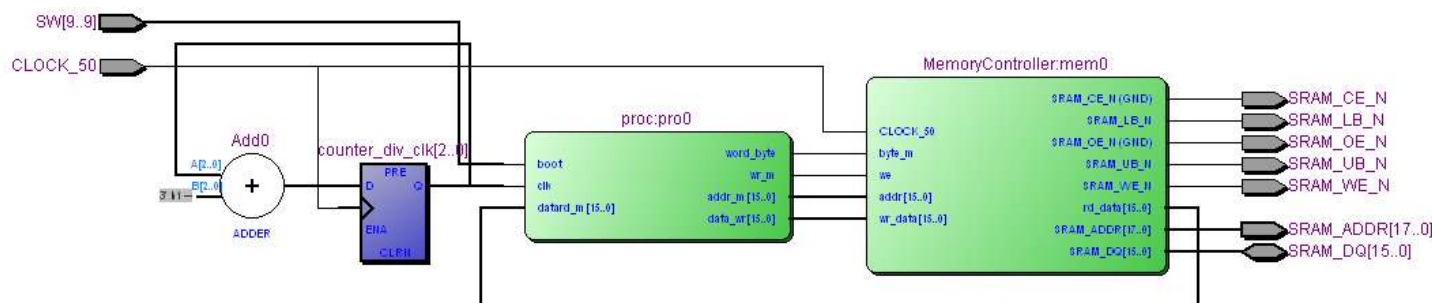 SW[9..9]
CLOCK_50
Add0
A[2..0]
B[2..0]
+
ADDER
counter_div_clk[2..0]
PRE
D
Q
ENA
CLRN
proc:pro0
boot
clk
datard_m[15..0]
word_byte
wr_m
addr_m[15..0]
data_wr[15..0]
MemoryController:mem0
CLOCK_50
byte_m
we
addr[15..0]
wr_data[15..0]
SRAM_CE_N (GND)
SRAM_LB_N
SRAM_OE_N (GND)
SRAM_UB_N
SRAM_WE_N
rd_data[15..0]
SRAM_ADDR[17..0]
SRAM_DQ[15..0]
SRAM_CE_N
SRAM_LB_N
SRAM_OE_N
SRAM_UB_N
SRAM_WE_N
SRAM_ADDR[17..0]
SRAM_DQ[15..0]